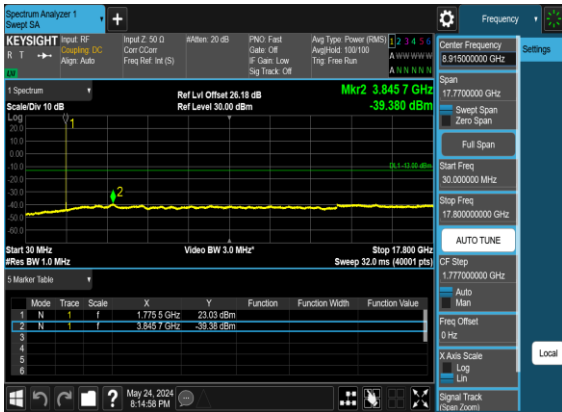 Spectrum Analyzer 1
Swept SA
+
Frequency
KEYSIGHT
R T
LW
Input: RF
Coupling: DC
Align: Auto
Input Z: 50 Ω
Corr CCorr
Freq Ref: Int (S)
#Atten: 20 dB
PNO: Fast
Gate: Off
IF Gain: Low
Sig Track: Off
Avg Type: Power (RMS)
Avg|Hold: 100/100
Trig: Free Run
1 2 3 4 5 6
A W W W W W
A N N N N N
1 Spectrum
Scale/Div 10 dB
Ref Lvl Offset 26.18 dB
Ref Level 30.00 dBm
Mkr2 3.845 7 GHz
-39.380 dBm
Log
20.0
10.0
0.00
-10.0
-20.0
-30.0
-40.0
-50.0
-60.0
1
2
DL1 -13.00 dBm
Start 30 MHz
#Res BW 1.0 MHz
Video BW 3.0 MHz*
Stop 17.800 GHz
Sweep 32.0 ms (40001 pts)
5 Marker Table
Mode Trace Scale X Y Function Function Width Function Value
1 N 1 f 1.775 5 GHz 23.03 dBm
2 N 1 f 3.845 7 GHz -39.38 dBm
3
4
5
6
May 24, 2024
8:14:58 PM
Center Frequency
8.915000000 GHz
Span
17.7700000 GHz
Swept Span
Zero Span
Full Span
Start Freq
30.000000 MHz
Stop Freq
17.800000000 GHz
AUTO TUNE
CF Step
1.777000000 GHz
Auto
Man
Freq Offset
0 Hz
X Axis Scale
Log
Lin
Signal Track
(Span Zoom)
Settings
Local